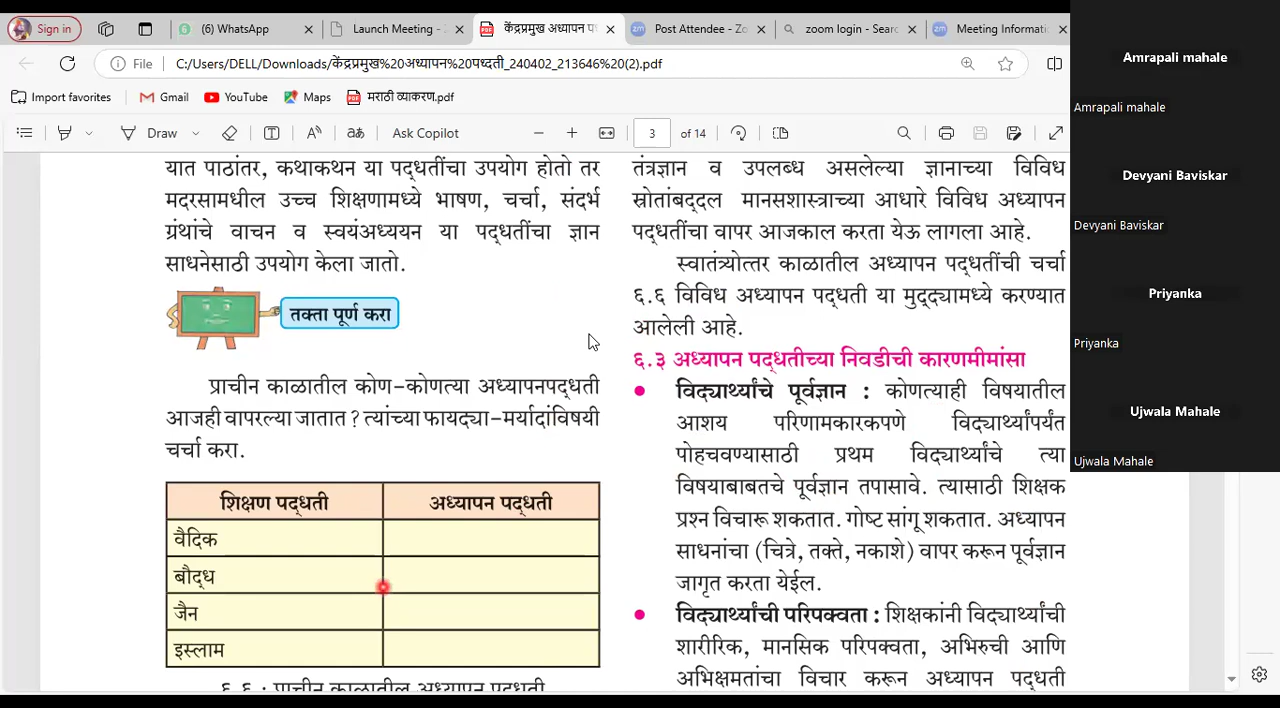 Sign in
(6) WhatsApp
Launch Meeting - Z
केंद्रप्रमुख अध्यापन पध
Post Attendee - Zo
zoom login - Searc
Meeting Informati
File
C:/Users/DELL/Downloads/केंद्रप्रमुख%20अध्यापन%20पध्दती_240402_213646%20(2).pdf
Import favorites
Gmail
YouTube
Maps
मराठी व्याकरण.pdf
Draw
Ask Copilot
3 of 14
यात पाठांतर, कथाकथन या पद्धतींचा उपयोग होतो तर
मदरसामधील उच्च शिक्षणामध्ये भाषण, चर्चा, संदर्भ
ग्रंथांचे वाचन व स्वयंअध्ययन या पद्धतींचा ज्ञान
साधनेसाठी उपयोग केला जातो.
तक्ता पूर्ण करा
प्राचीन काळातील कोण-कोणत्या अध्यापनपद्धती
आजही वापरल्या जातात ? त्यांच्या फायद्या-मर्यादांविषयी
चर्चा करा.
शिक्षण पद्धती अध्यापन पद्धती
वैदिक
बौद्ध
जैन
इस्लाम
६.६ : प्राचीन काळातील अध्यापन पद्धती
तंत्रज्ञान व उपलब्ध असलेल्या ज्ञानाच्या विविध
स्रोतांबद्दल मानसशास्त्राच्या आधारे विविध अध्यापन
पद्धतींचा वापर आजकाल करता येऊ लागला आहे.
स्वातंत्र्योत्तर काळातील अध्यापन पद्धतींची चर्चा
६.६ विविध अध्यापन पद्धती या मुद्द्यामध्ये करण्यात
आलेली आहे.
६.३ अध्यापन पद्धतीच्या निवडीची कारणमीमांसा
• विद्यार्थ्यांचे पूर्वज्ञान : कोणत्याही विषयातील
आशय परिणामकारकपणे विद्यार्थ्यांपर्यंत
पोहचवण्यासाठी प्रथम विद्यार्थ्यांचे त्या
विषयाबाबतचे पूर्वज्ञान तपासावे. त्यासाठी शिक्षक
प्रश्न विचारू शकतात. गोष्ट सांगू शकतात. अध्यापन
साधनांचा (चित्रे, तक्ते, नकाशे) वापर करून पूर्वज्ञान
जागृत करता येईल.
• विद्यार्थ्यांची परिपक्वता : शिक्षकांनी विद्यार्थ्यांची
शारीरिक, मानसिक परिपक्वता, अभिरुची आणि
अभिक्षमतांचा विचार करून अध्यापन पद्धती
Amrapali mahale
Amrapali mahale
Devyani Baviskar
Devyani Baviskar
Priyanka
Priyanka
Ujwala Mahale
Ujwala Mahale